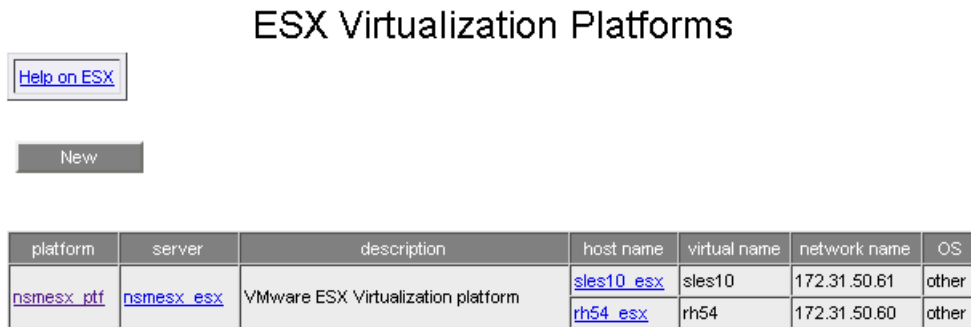 ESX Virtualization Platforms
Help on ESX
New
platform server description host name virtual name network name OS
nsmesx_ptf nsmesx_esx VMware ESX Virtualization platform sles10_esx sles10 172.31.50.61 other
rh54_esx rh54 172.31.50.60 other